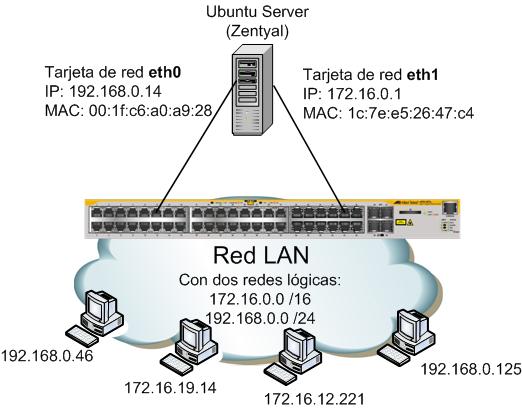 Ubuntu Server
(Zentyal)
Tarjeta de red eth0
IP: 192.168.0.14
MAC: 00:1f:c6:a0:a9:28
Tarjeta de red eth1
IP: 172.16.0.1
MAC: 1c:7e:e5:26:47:c4
Red LAN
Con dos redes lógicas:
172.16.0.0 /16
192.168.0.0 /24
192.168.0.46
172.16.19.14
172.16.12.221
192.168.0.125